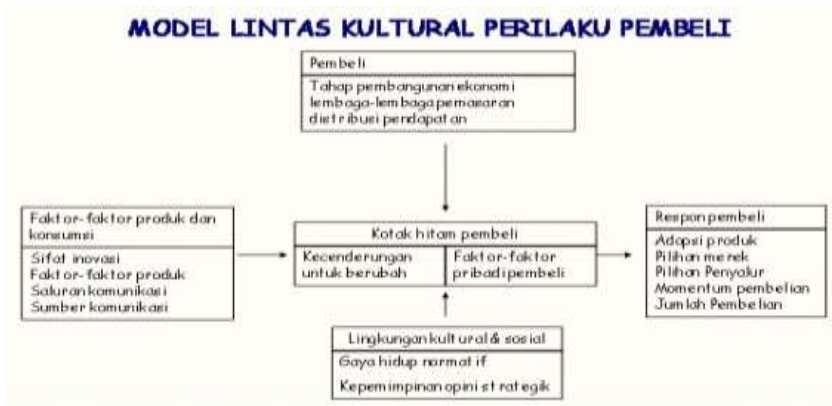 MODEL LINTAS KULTURAL PERILAKU PEMBELI
Pembeli
Tahap pembangunan ekonomi
lembaga-lembaga pemasaran
distribusi pendapatan
Faktor-faktor produk dan
konsumsi
Sifat inovasi
Faktor-faktor produk
Saluran komunikasi
Sumber komunikasi
Kotak hitam pembeli
Kecenderungan
untuk berubah
Faktor-faktor
pribadi pembeli
Respon pembeli
Adopsi produk
Pilihan merek
Pilihan Penyalur
Momentum pembelian
Jumlah Pembelian
Lingkungan kultural & sosial
Gaya hidup normatif
Kepemimpinan opini strategik